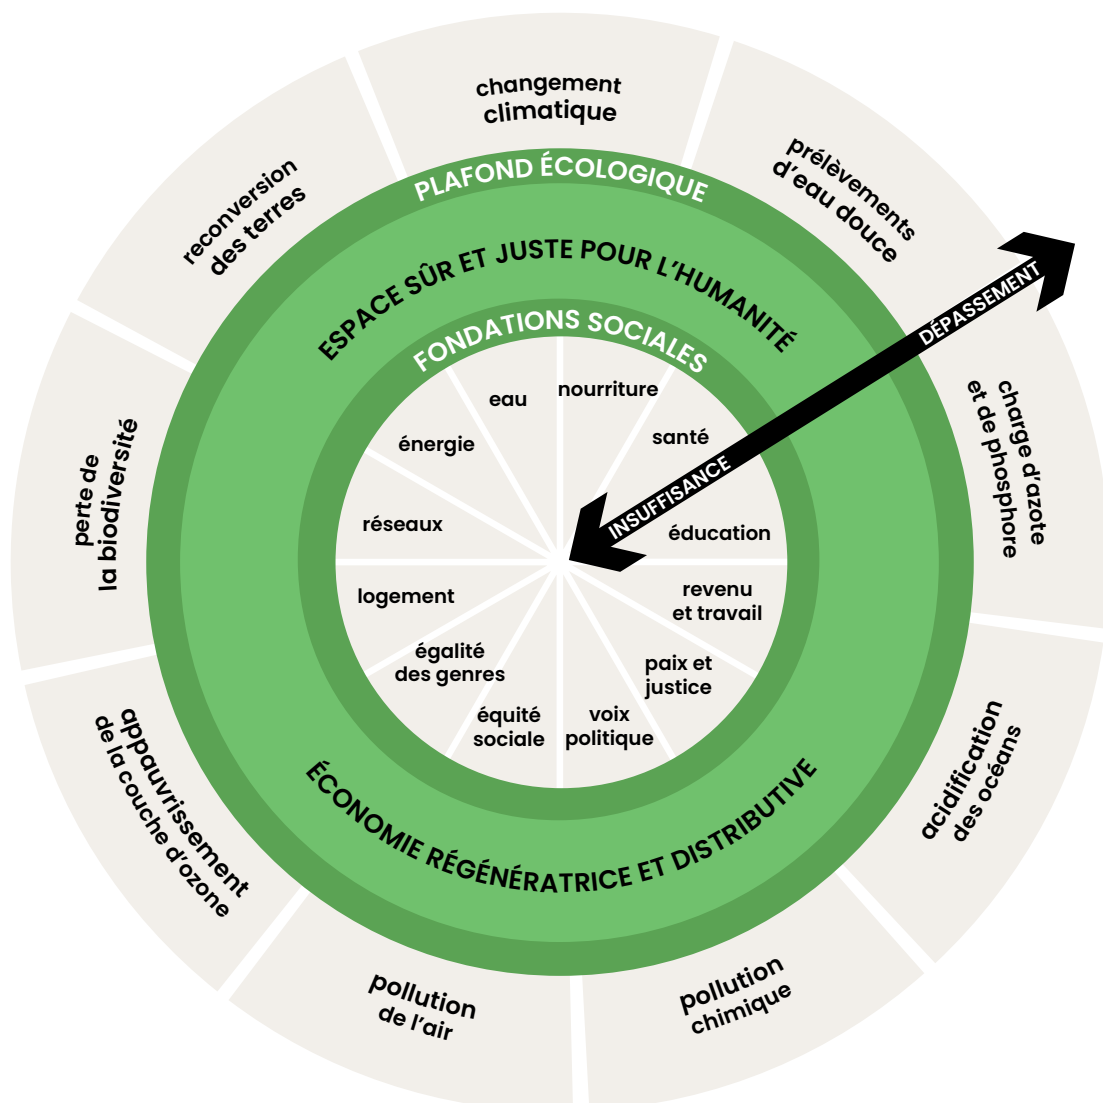 changement
climatique
prélèvements
d'eau douce
charge d'azote
et de phosphore
acidification
des océans
pollution
chimique
pollution
de l'air
appauvrissement
de la couche d'ozone
perte de
la biodiversité
reconversion
des terres
PLAFOND ÉCOLOGIQUE
ESPACE SÛR ET JUSTE POUR L'HUMANITÉ
FONDATIONS SOCIALES
DÉPASSEMENT
INSUFFISANCE
eau
nourriture
santé
éducation
revenu
et travail
paix et
justice
voix
politique
équité
sociale
égalité
des genres
logement
réseaux
énergie
ÉCONOMIE RÉGÉNÉRATRICE ET DISTRIBUTIVE